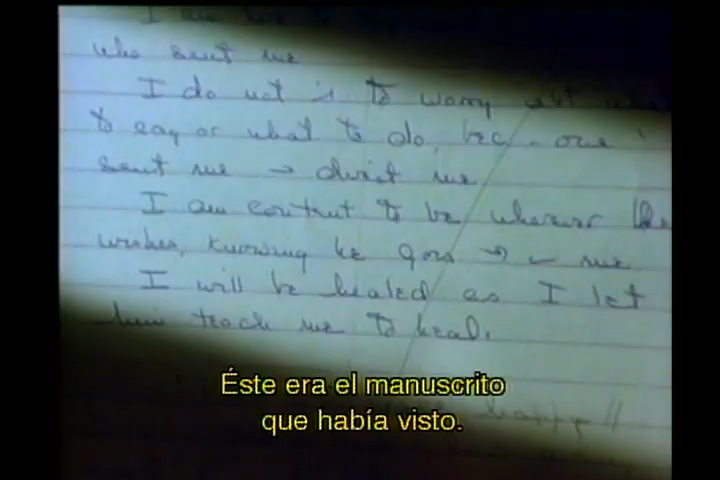 who sent me
I do not to worry what
to say or what to do, bec. one
sent me direct me
I am content to be wherever He
wishes, knowing he goes me
I will be healed as I let
him teach me to heal.
happy!!
Éste era el manuscrito
que había visto.